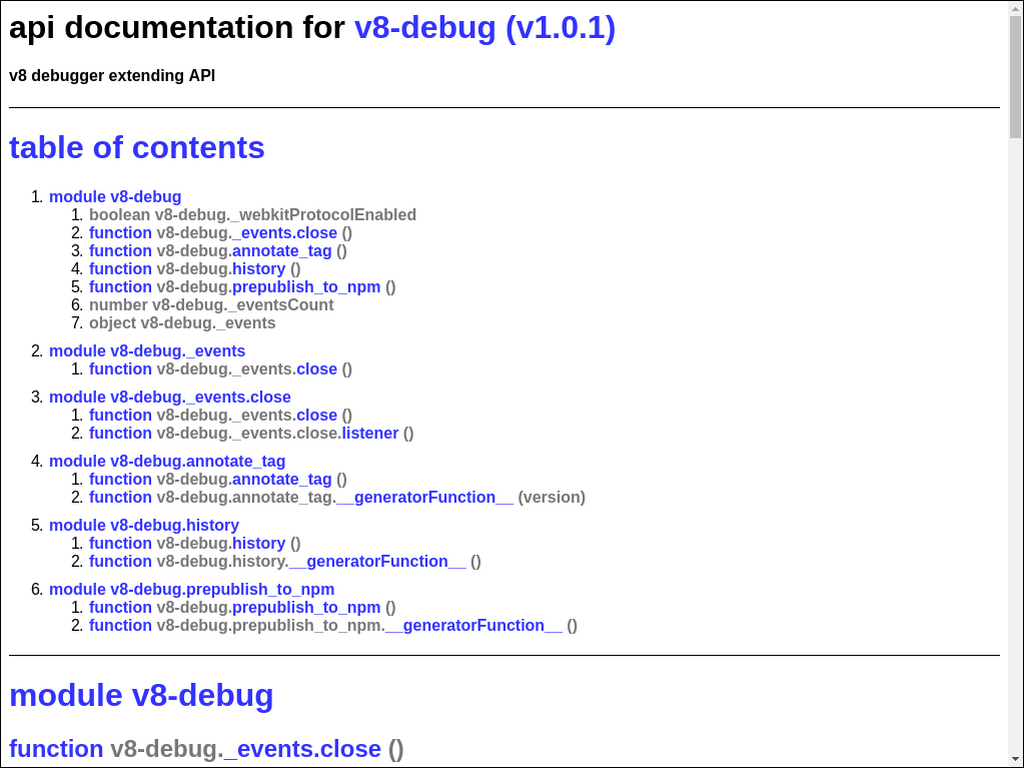 api documentation for v8-debug (v1.0.1)
v8 debugger extending API
table of contents
1. module v8-debug
1. boolean v8-debug._webkitProtocolEnabled
2. function v8-debug._events.close ()
3. function v8-debug.annotate_tag ()
4. function v8-debug.history ()
5. function v8-debug.prepublish_to_npm ()
6. number v8-debug._eventsCount
7. object v8-debug._events
2. module v8-debug._events
1. function v8-debug._events.close ()
3. module v8-debug._events.close
1. function v8-debug._events.close ()
2. function v8-debug._events.close.listener ()
4. module v8-debug.annotate_tag
1. function v8-debug.annotate_tag ()
2. function v8-debug.annotate_tag.__generatorFunction__ (version)
5. module v8-debug.history
1. function v8-debug.history ()
2. function v8-debug.history.__generatorFunction__ ()
6. module v8-debug.prepublish_to_npm
1. function v8-debug.prepublish_to_npm ()
2. function v8-debug.prepublish_to_npm.__generatorFunction__ ()
module v8-debug
function v8-debug._events.close ()